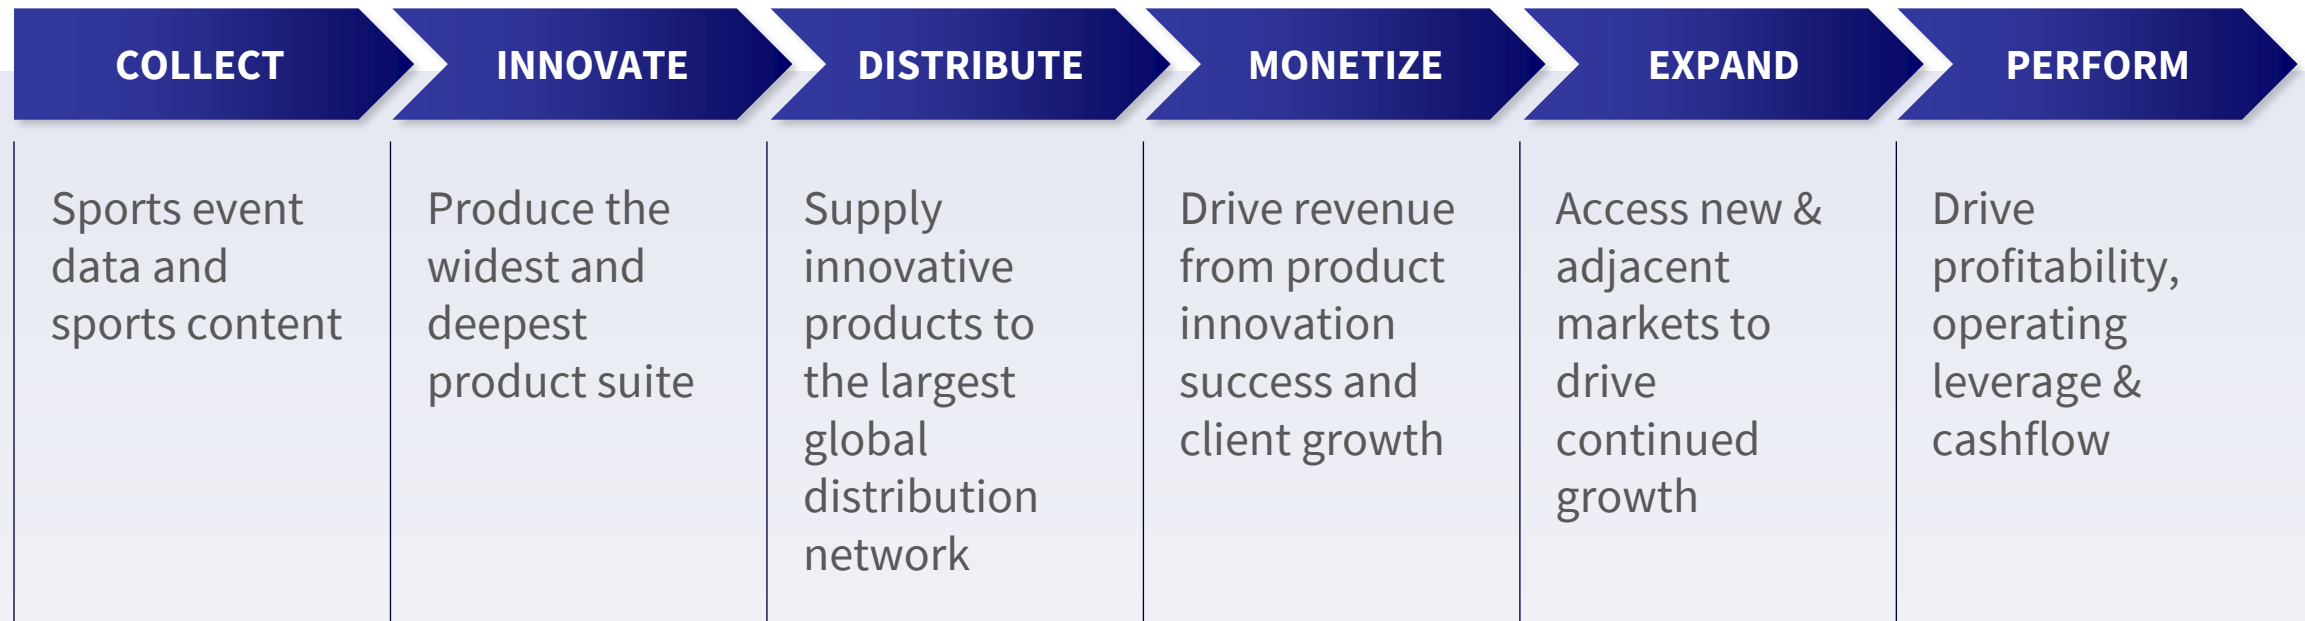 COLLECT
INNOVATE
DISTRIBUTE
MONETIZE
EXPAND
PERFORM
Sports event
data and
sports content
Produce the
widest and
deepest
product suite
Supply
innovative
products to
the largest
global
distribution
network
Drive revenue
from product
innovation
success and
client growth
Access new &
adjacent
markets to
drive
continued
growth
Drive
profitability,
operating
leverage &
cashflow